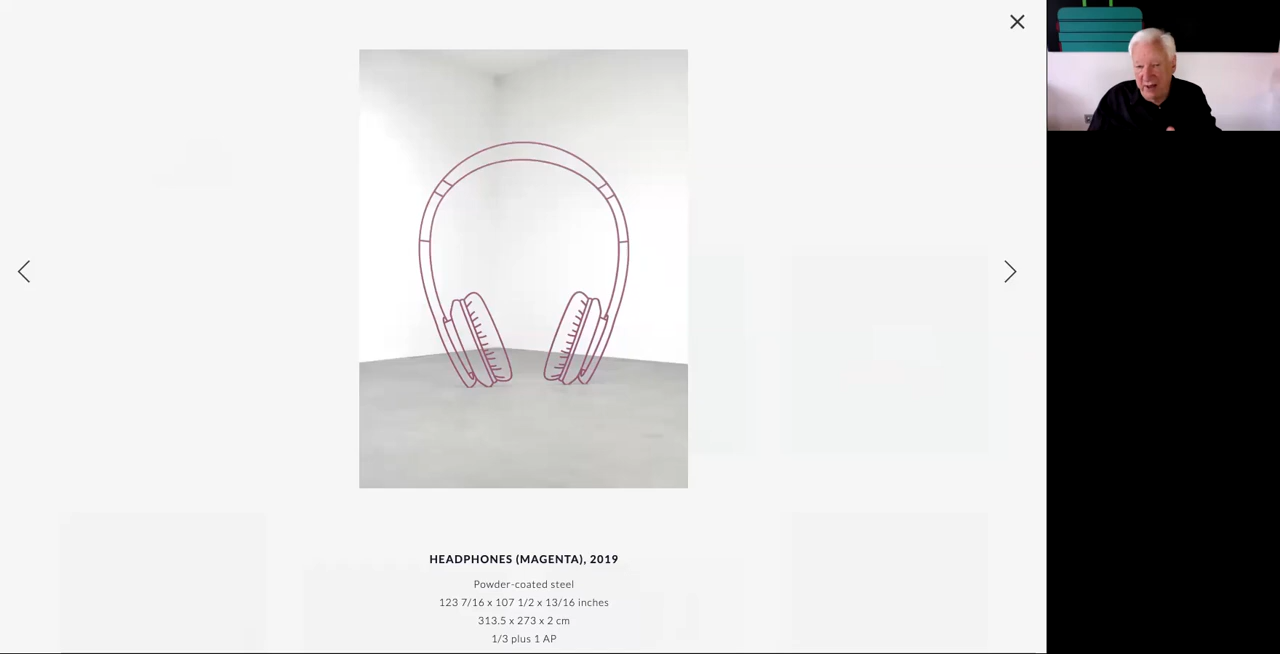 HEADPHONES (MAGENTA), 2019
Powder-coated steel
123 7/16 x 107 1/2 x 13/16 inches
313.5 x 273 x 2 cm
1/3 plus 1 AP